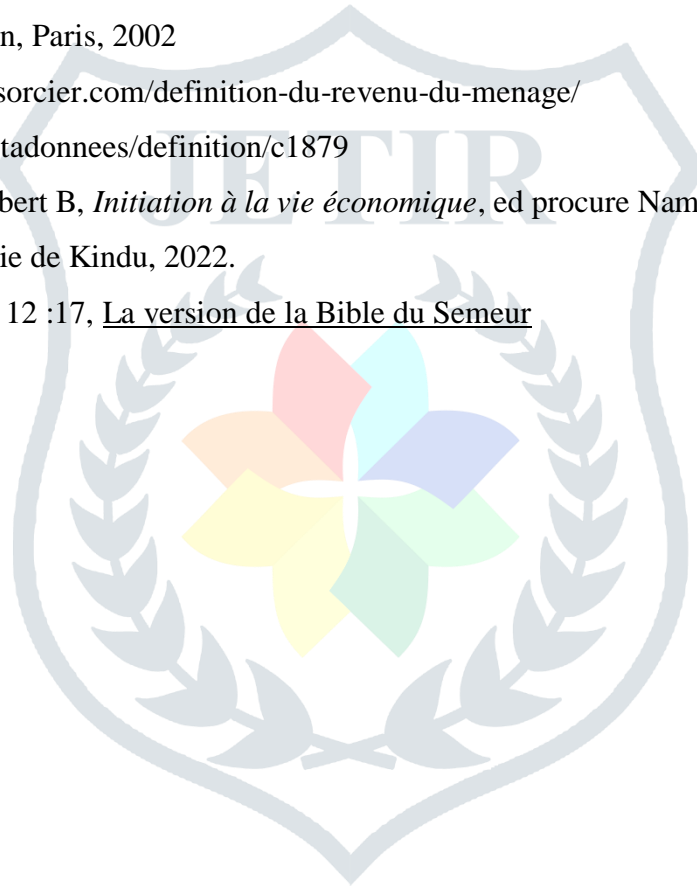 n, Paris, 2002
sorcier.com/definition-du-revenu-du-menage/
tadonnees/definition/c1879
bert B, Initiation à la vie économique, ed procure Nam
ie de Kindu, 2022.
12 :17, La version de la Bible du Semeur
JETIR